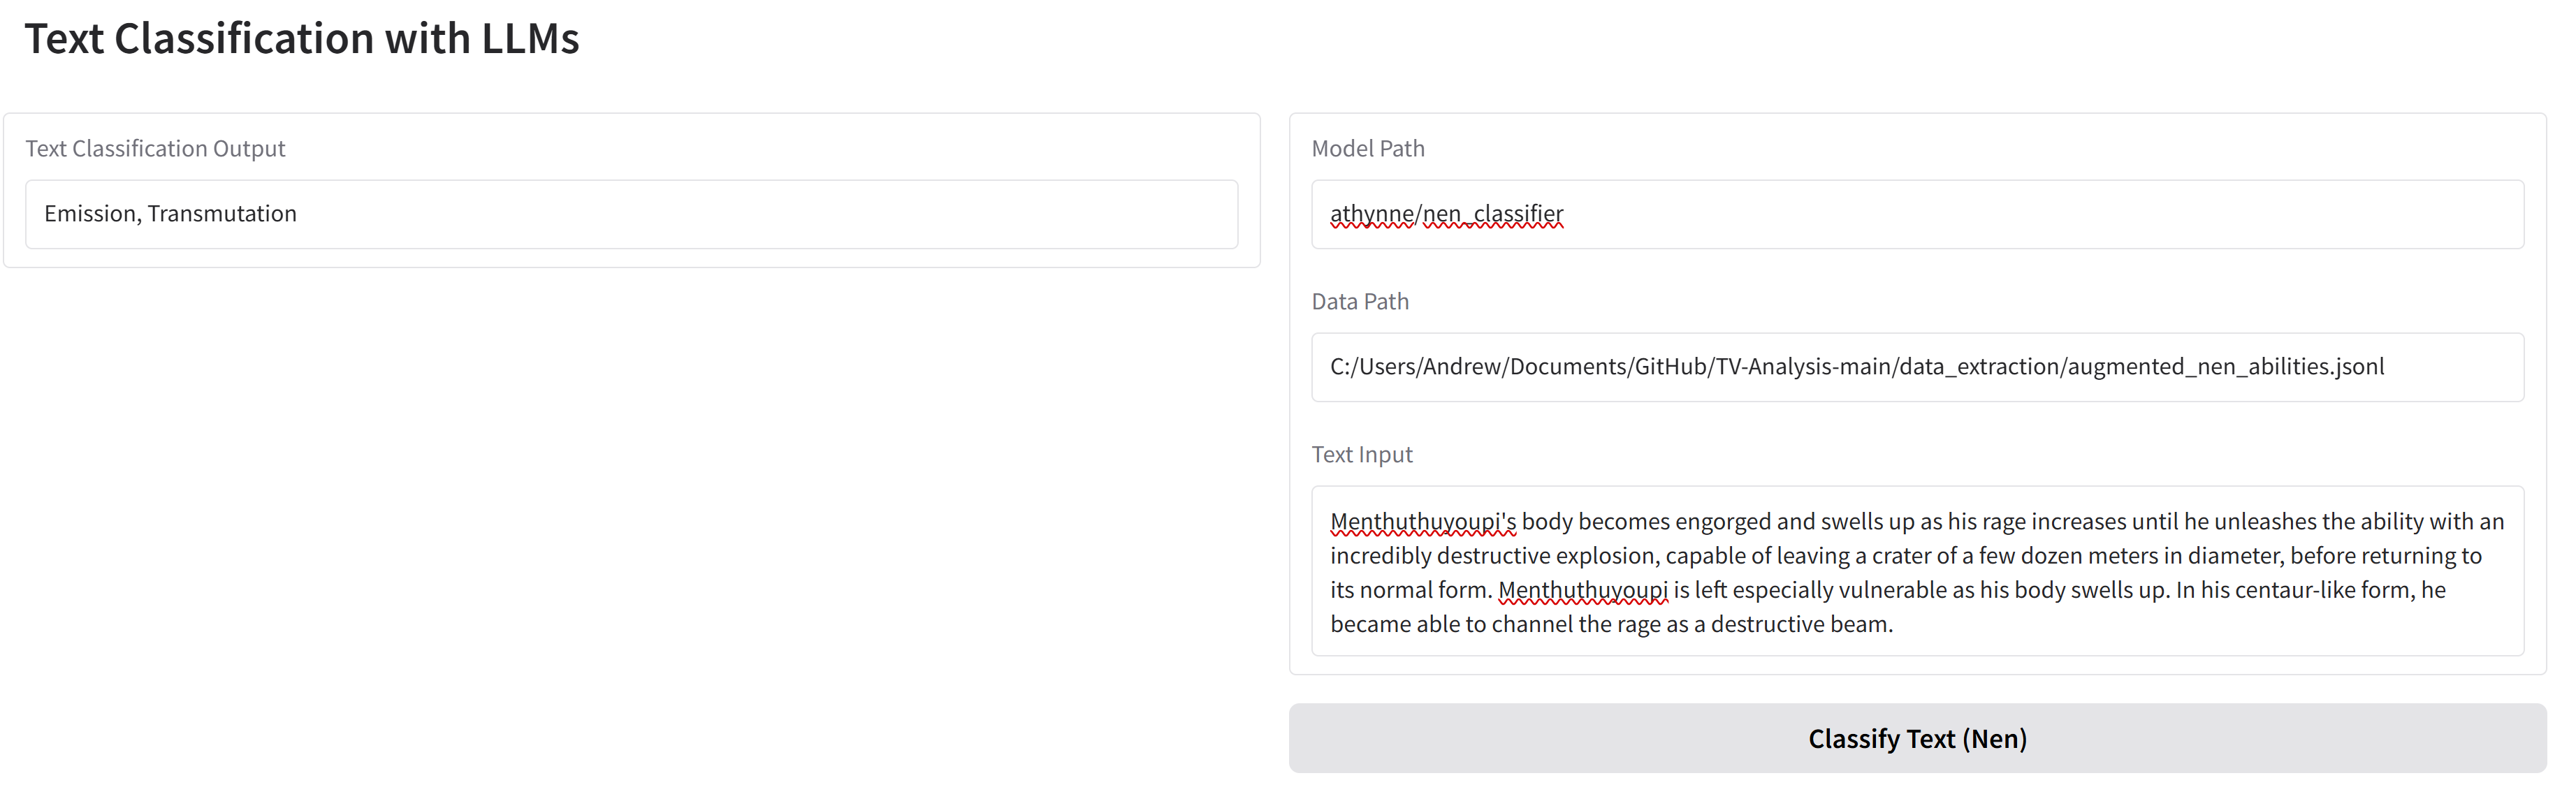 Text Classification with LLMs
Text Classification Output
Emission, Transmutation
Model Path
athynne/nen_classifier
Data Path
C:/Users/Andrew/Documents/GitHub/TV-Analysis-main/data_extraction/augmented_nen_abilities.jsonl
Text Input
Menthuthuyoupi's body becomes engorged and swells up as his rage increases until he unleashes the ability with an
incredibly destructive explosion, capable of leaving a crater of a few dozen meters in diameter, before returning to
its normal form. Menthuthuyoupi is left especially vulnerable as his body swells up. In his centaur-like form, he
became able to channel the rage as a destructive beam.
Classify Text (Nen)